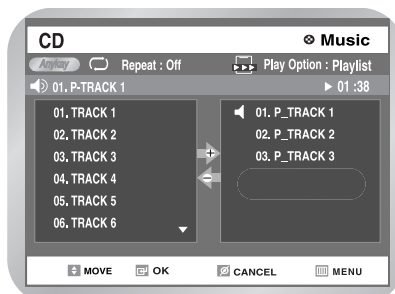 CD Music
Anykey Repeat : Off Play Option : Playlist
01. P-TRACK 1 01 :38
01. TRACK 1
02. TRACK 2
03. TRACK 3
04. TRACK 4
05. TRACK 5
06. TRACK 6
01. P_TRACK 1
02. P_TRACK 2
03. P_TRACK 3
MOVE OK CANCEL MENU